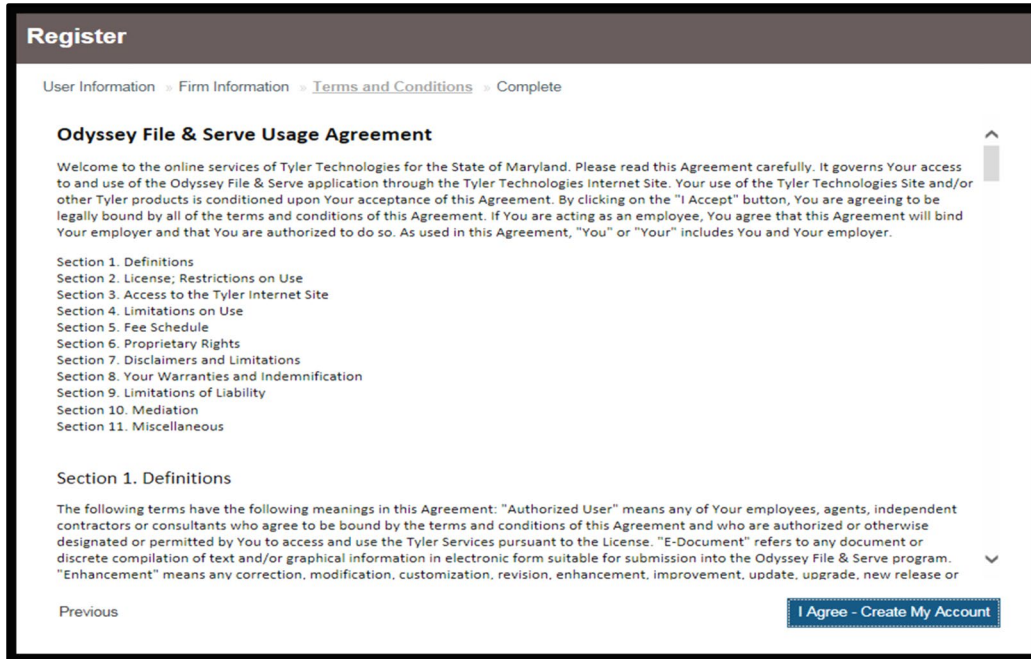 Register
User Information » Firm Information » Terms and Conditions » Complete
Odyssey File & Serve Usage Agreement
Welcome to the online services of Tyler Technologies for the State of Maryland. Please read this Agreement carefully. It governs Your access
to and use of the Odyssey File & Serve application through the Tyler Technologies Internet Site. Your use of the Tyler Technologies Site and/or
other Tyler products is conditioned upon Your acceptance of this Agreement. By clicking on the "I Accept" button, You are agreeing to be
legally bound by all of the terms and conditions of this Agreement. If You are acting as an employee, You agree that this Agreement will bind
Your employer and that You are authorized to do so. As used in this Agreement, "You" or "Your" includes You and Your employer.
Section 1. Definitions
Section 2. License; Restrictions on Use
Section 3. Access to the Tyler Internet Site
Section 4. Limitations on Use
Section 5. Fee Schedule
Section 6. Proprietary Rights
Section 7. Disclaimers and Limitations
Section 8. Your Warranties and Indemnification
Section 9. Limitations of Liability
Section 10. Mediation
Section 11. Miscellaneous
Section 1. Definitions
The following terms have the following meanings in this Agreement: "Authorized User" means any of Your employees, agents, independent
contractors or consultants who agree to be bound by the terms and conditions of this Agreement and who are authorized or otherwise
designated or permitted by You to access and use the Tyler Services pursuant to the License. "E-Document" refers to any document or
discrete compilation of text and/or graphical information in electronic form suitable for submission into the Odyssey File & Serve program.
"Enhancement" means any correction, modification, customization, revision, enhancement, improvement, update, upgrade, new release or
Previous
I Agree - Create My Account